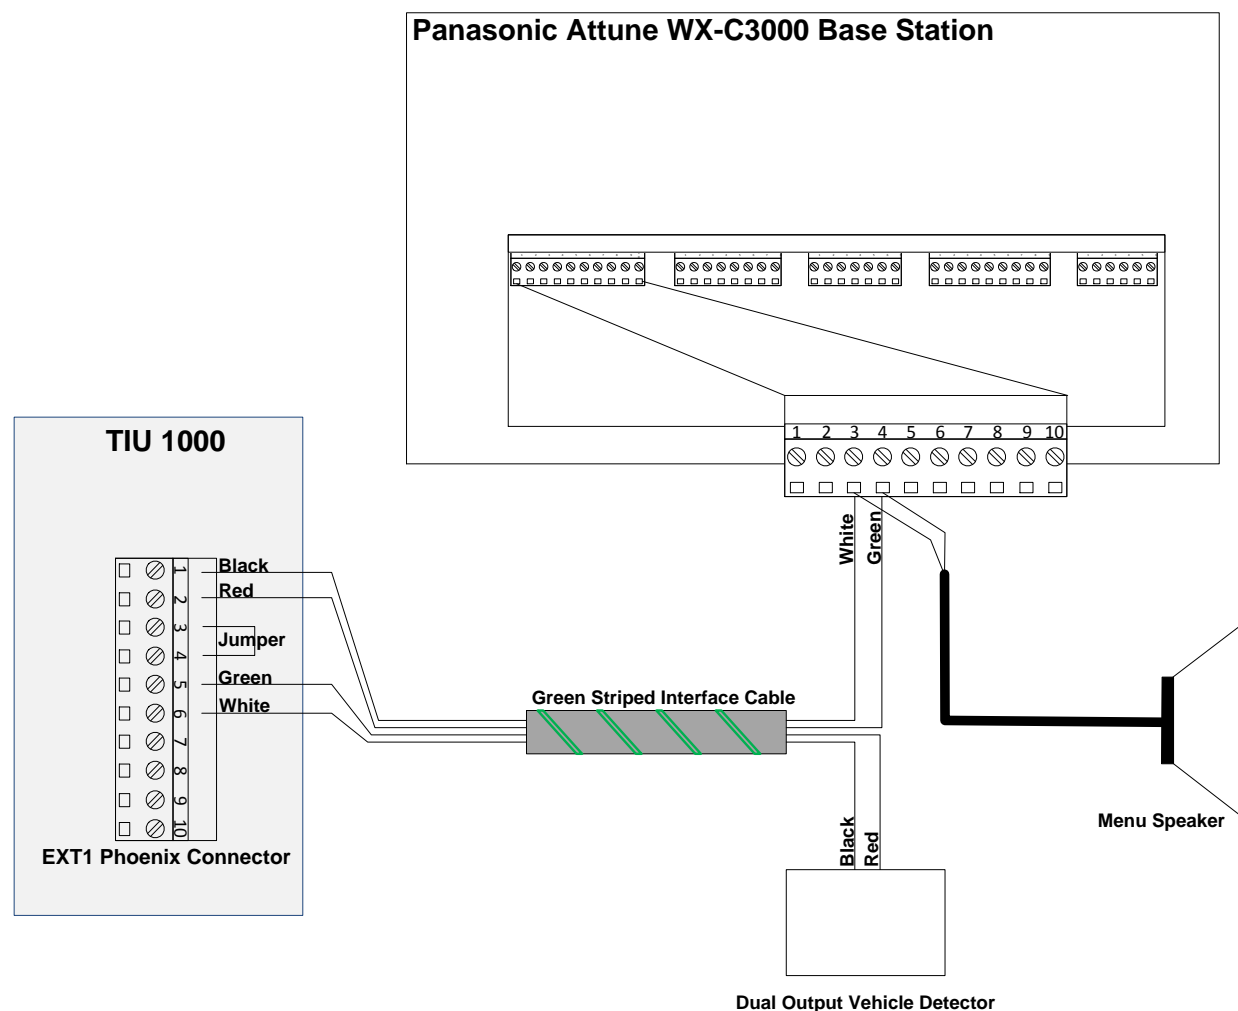 Panasonic Attune WX-C3000 Base Station
1 2 3 4 5 6 7 8 9 10
White
Green
TIU 1000
1
Black
2
Red
3
Jumper
4
5
Green
6
White
7
8
9
10
EXT1 Phoenix Connector
Green Striped Interface Cable
Menu Speaker
Black
Red
Dual Output Vehicle Detector